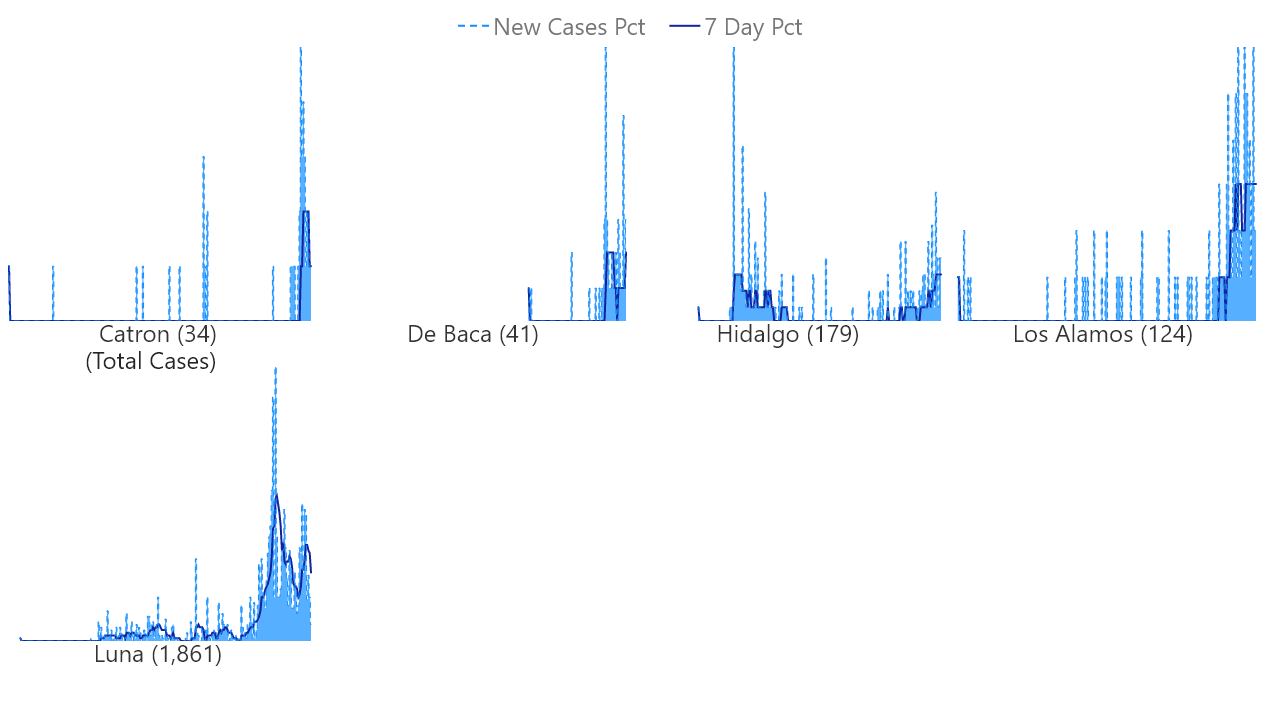 New Cases Pct 7 Day Pct
Catron (34)
(Total Cases)
De Baca (41)
Hidalgo (179)
Los Alamos (124)
Luna (1,861)